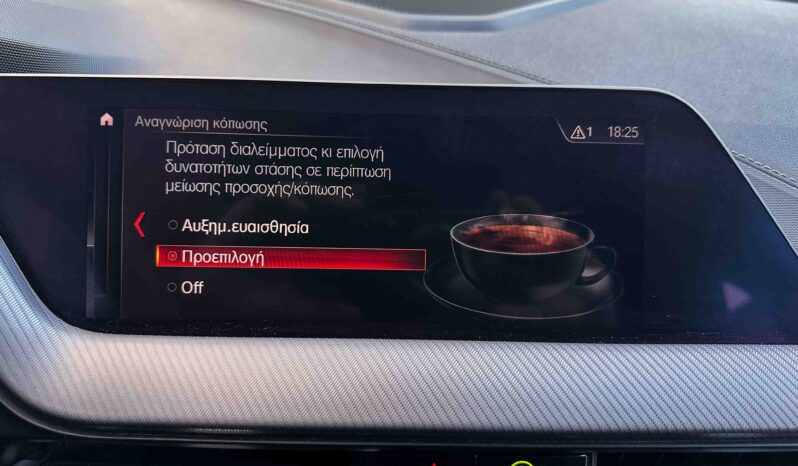 Αναγνώριση κόπωσης
1 18:25
Πρόταση διαλείμματος κι επιλογή
δυνατοτήτων στάσης σε περίπτωση
μείωσης προσοχής/κόπωσης.
Αυξημ.ευαισθησία
Προεπιλογή
Off